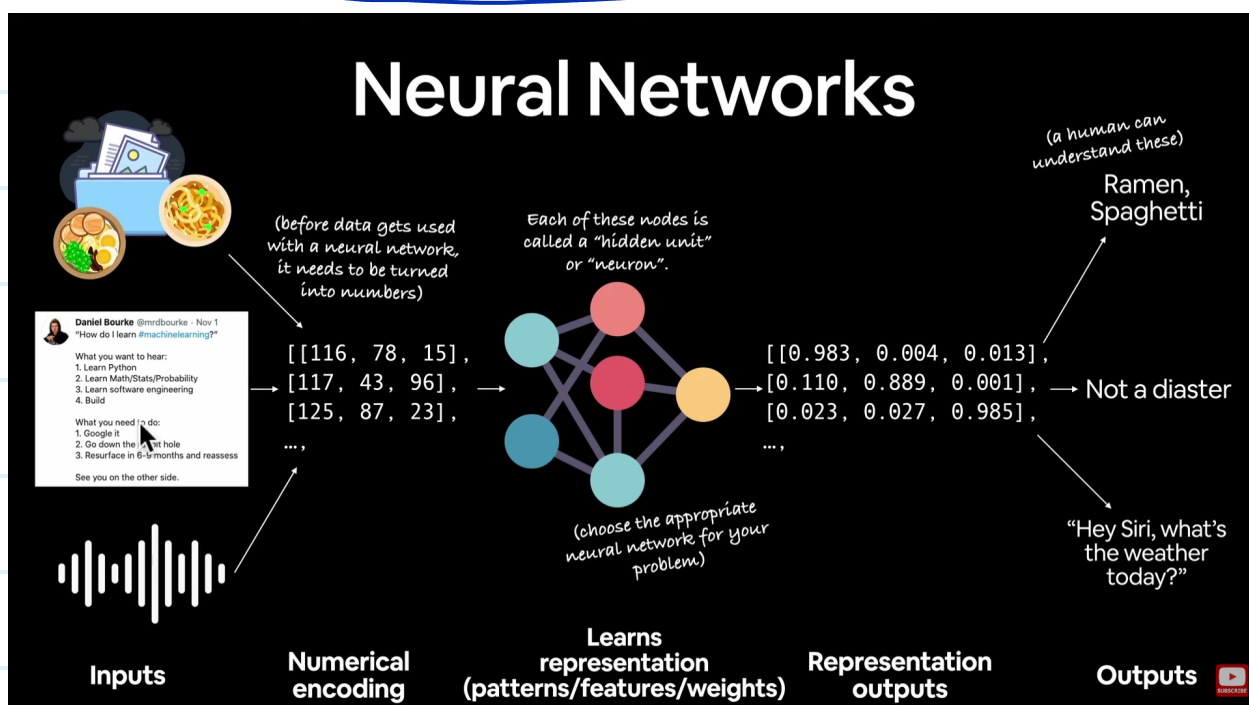 Neural Networks
(a human can
understand these)
Ramen,
Spaghetti
(before data gets used
with a neural network,
it needs to be turned
into numbers)
Each of these nodes is
called a "hidden unit"
or "neuron".
Daniel Bourke @mrdbourke · Nov 1
"How do I learn #machinelearning?"
What you want to hear:
1. Learn Python
2. Learn Math/Stats/Probability
3. Learn software engineering
4. Build
What you need to do:
1. Google it
2. Go down the hole
3. Resurface in 6-9 months and reassess
See you on the other side.
[[116, 78, 15],
[117, 43, 96],
[125, 87, 23],
…,
[[0.983, 0.004, 0.013],
[0.110, 0.889, 0.001],
[0.023, 0.027, 0.985],
…,
Not a diaster
(choose the appropriate
neural network for your
problem)
"Hey Siri, what's
the weather
today?"
Inputs
Numerical
encoding
Learns
representation
(patterns/features/weights)
Representation
outputs
Outputs
SUBSCRIBE